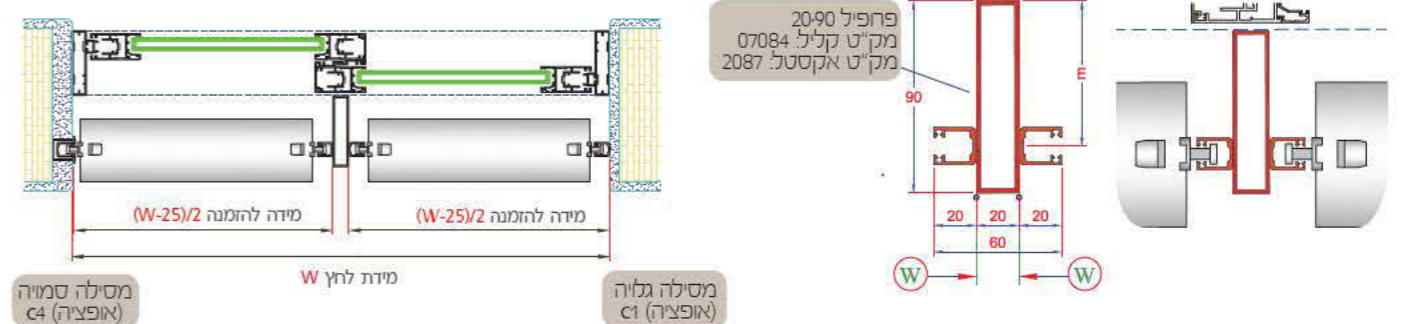 פרופיל 20∙90
מק"ט קליל: 07084
מק"ט אקסטל: 2087
90
E
20 20 20
60
W W
מידה להזמנה (W-25)/2
מידה להזמנה (W-25)/2
מידת לחץ W
מסילה סמויה
(אופציה) c4
מסילה גלויה
(אופציה) c1